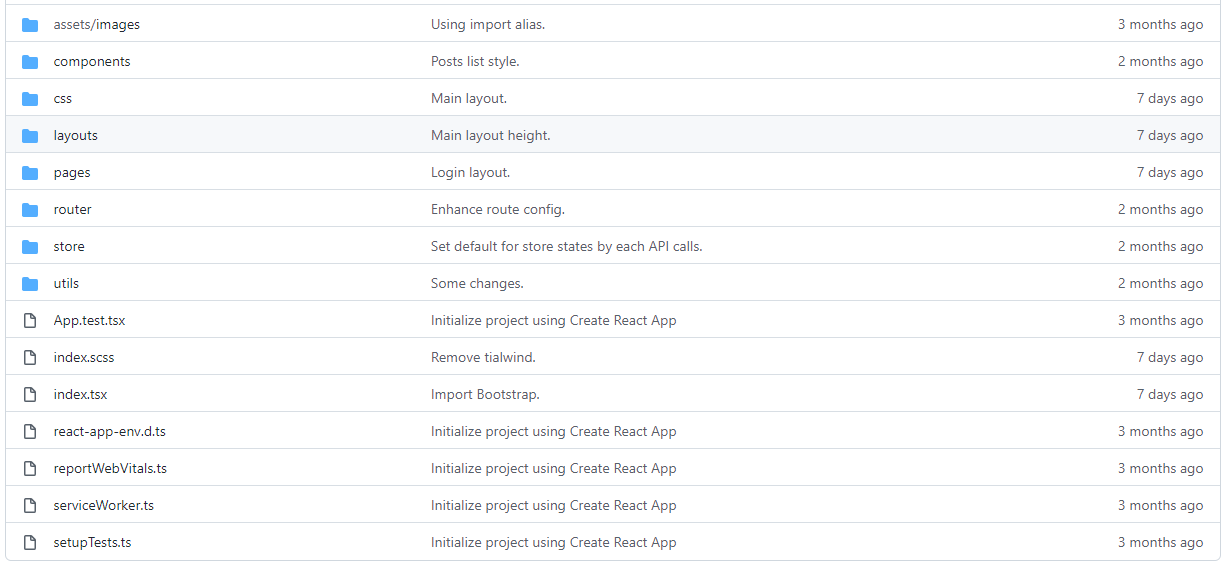 assets/images Using import alias. 3 months ago
components Posts list style. 2 months ago
css Main layout. 7 days ago
layouts Main layout height. 7 days ago
pages Login layout. 7 days ago
router Enhance route config. 2 months ago
store Set default for store states by each API calls. 2 months ago
utils Some changes. 2 months ago
App.test.tsx Initialize project using Create React App 3 months ago
index.scss Remove tialwind. 7 days ago
index.tsx Import Bootstrap. 7 days ago
react-app-env.d.ts Initialize project using Create React App 3 months ago
reportWebVitals.ts Initialize project using Create React App 3 months ago
serviceWorker.ts Initialize project using Create React App 3 months ago
setupTests.ts Initialize project using Create React App 3 months ago